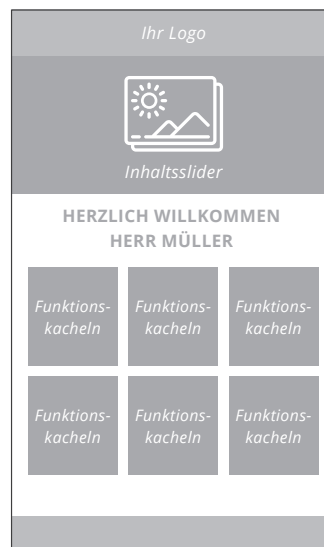 Ihr Logo
Inhaltsslider
HERZLICH WILLKOMMEN
HERR MÜLLER
Funktions-
kacheln
Funktions-
kacheln
Funktions-
kacheln
Funktions-
kacheln
Funktions-
kacheln
Funktions-
kacheln